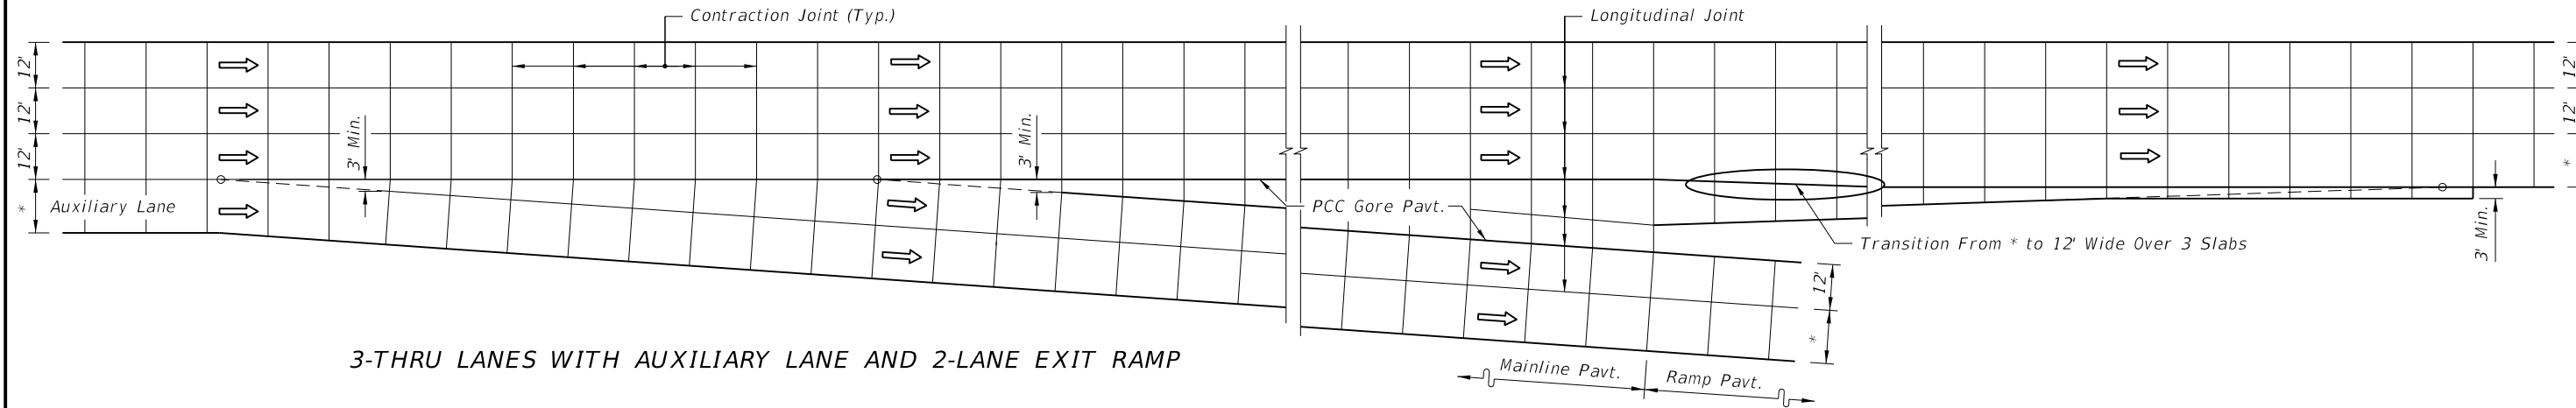 Contraction Joint (Typ.)
Longitudinal Joint
12'
12'
12'
*
Auxiliary Lane
3' Min.
3' Min.
PCC Gore Pavt.
12'
12'
*
Transition From * to 12' Wide Over 3 Slabs
3' Min.
12'
*
3-THRU LANES WITH AUXILIARY LANE AND 2-LANE EXIT RAMP
Mainline Pavt.
Ramp Pavt.